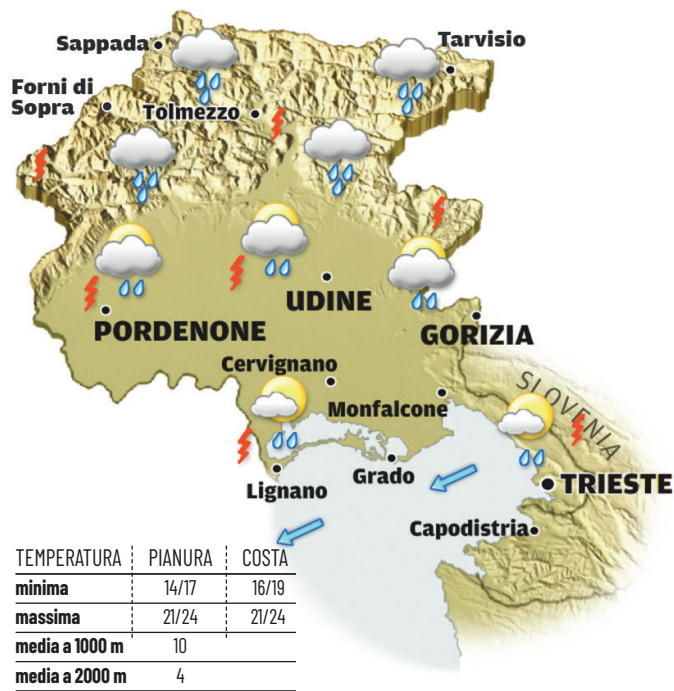 Sappada
Tarvisio
Forni di
Sopra
Tolmezzo
UDINE
PORDENONE
GORIZIA
Cervignano
SLOVENIA
Monfalcone
Grado
TRIESTE
Lignano
Capodistria
TEMPERATURA PIANURA COSTA
minima 14/17 16/19
massima 21/24 21/24
media a 1000 m 10
media a 2000 m 4